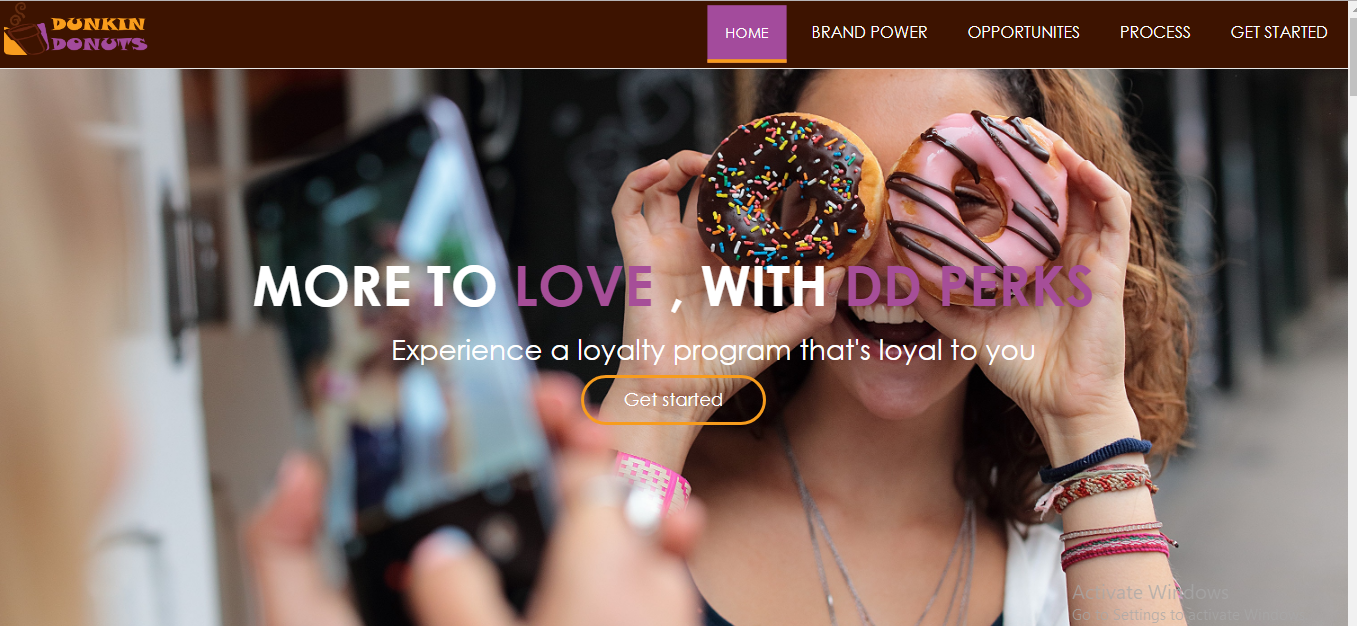 DUNKIN
DONUTS
HOME
BRAND POWER
OPPORTUNITES
PROCESS
GET STARTED
MORE TO LOVE , WITH DD PERKS
Experience a loyalty program that's loyal to you
Get started
Activate Windows
Go to Settings to activate Windows.